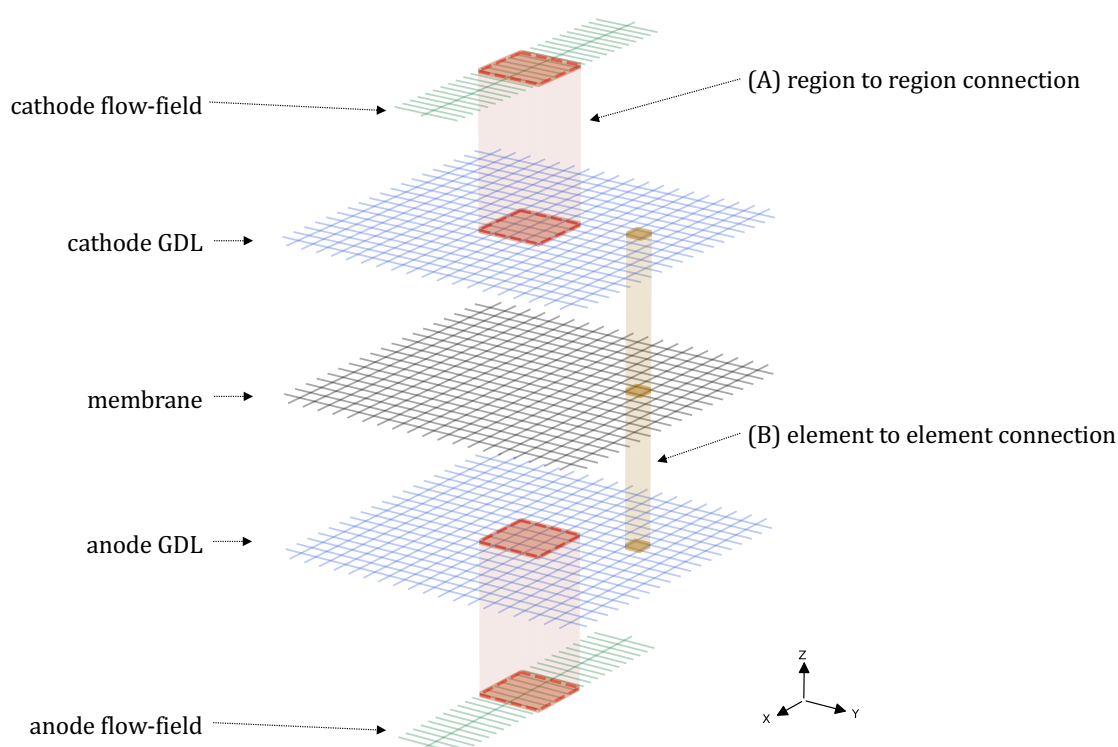 (A) region to region connection
cathode flow-field
cathode GDL
membrane
(B) element to element connection
anode GDL
anode flow-field
Z
X
Y